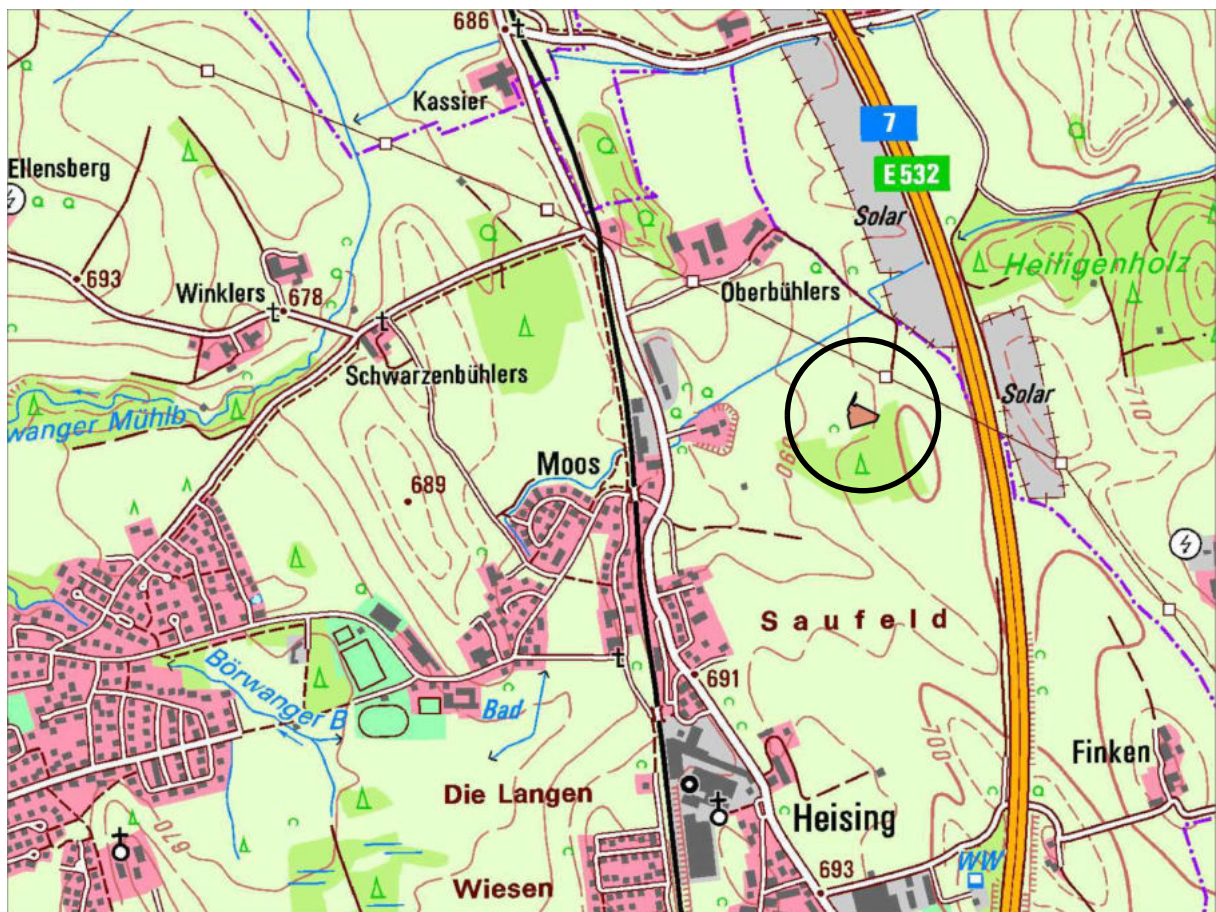 686
Kassier
7
E 532
Ellensberg
Solar
Heiligenholz
693
Winklers
678
Oberbühlers
Schwarzenbühlers
Solar
710
wanger Mühlb
690
Moos
689
Saufeld
Börwanger B
691
Bad
700
Finken
Die Langen
Heising
670
WW
Wiesen
693